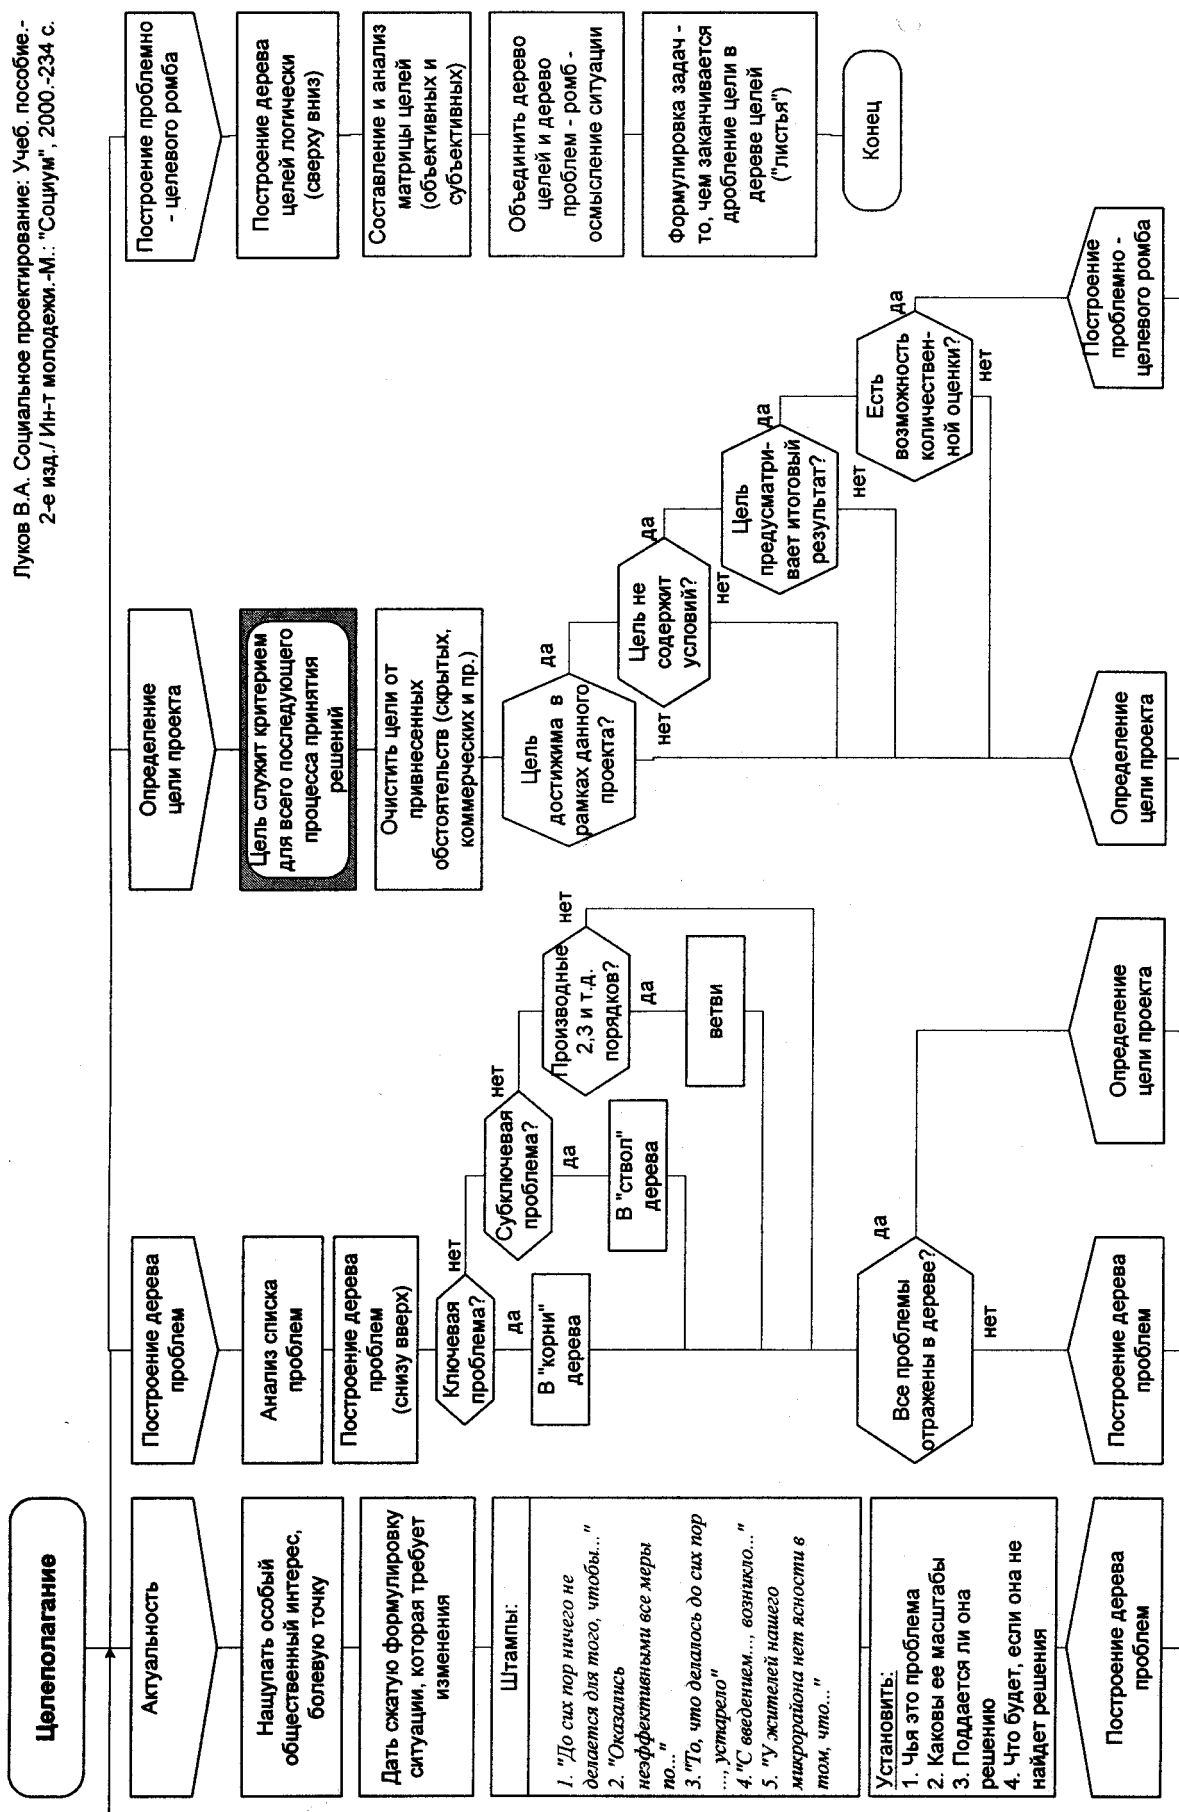 Луков В.А. Социальное проектирование: Учеб. пособие.-
2-е изд./ Ин-т молодежи.-М.: "Социум", 2000.-234 с.
Целеполагание
Актуальность
Нащупать особый
общественный интерес,
болевую точку
Дать сжатую формулировку
ситуации, которая требует
изменения
Штампы:
1. "До сих пор ничего не
делается для того, чтобы..."
2. "Оказались
неэффективными все меры
по..."
3. "То, что делалось до сих пор
..., устарело"
4. "С введением..., возникло..."
5. "У жителей нашего
микрорайона нет ясности в
том, что..."
Установить:
1. Чья это проблема
2. Каковы ее масштабы
3. Поддается ли она
решению
4. Что будет, если она не
найдет решения
Построение дерева
проблем
Построение дерева
проблем
Анализ списка
проблем
Построение дерева
проблем
(снизу вверх)
Ключевая
проблема?
нет
да
В "корни"
дерева
Субключевая
проблема?
нет
да
В "ствол"
дерева
Производные
2,3 и т.д.
порядков?
нет
да
ветви
Все проблемы
отражены в дереве?
да
нет
Построение дерева
проблем
Определение
цели проекта
Определение
цели проекта
Цель служит критерием
для всего последующего
процесса принятия
решений
Очистить цели от
привнесенных
обстоятельств (скрытых,
коммерческих и пр.)
Цель
достижима в
рамках данного
проекта?
да
нет
Цель не
содержит
условий?
да
нет
Цель
предусматри-
вает итоговый
результат?
да
нет
Есть
возможность
количествен-
ной оценки?
да
нет
Определение
цели проекта
Построение
проблемно -
целевого ромба
Построение проблемно
- целевого ромба
Построение дерева
целей логически
(сверху вниз)
Составление и анализ
матрицы целей
(объективных и
субъективных)
Объединить дерево
целей и дерево
проблем - ромб -
осмысление ситуации
Формулировка задач -
то, чем заканчивается
дробление цели в
дереве целей
("листья")
Конец